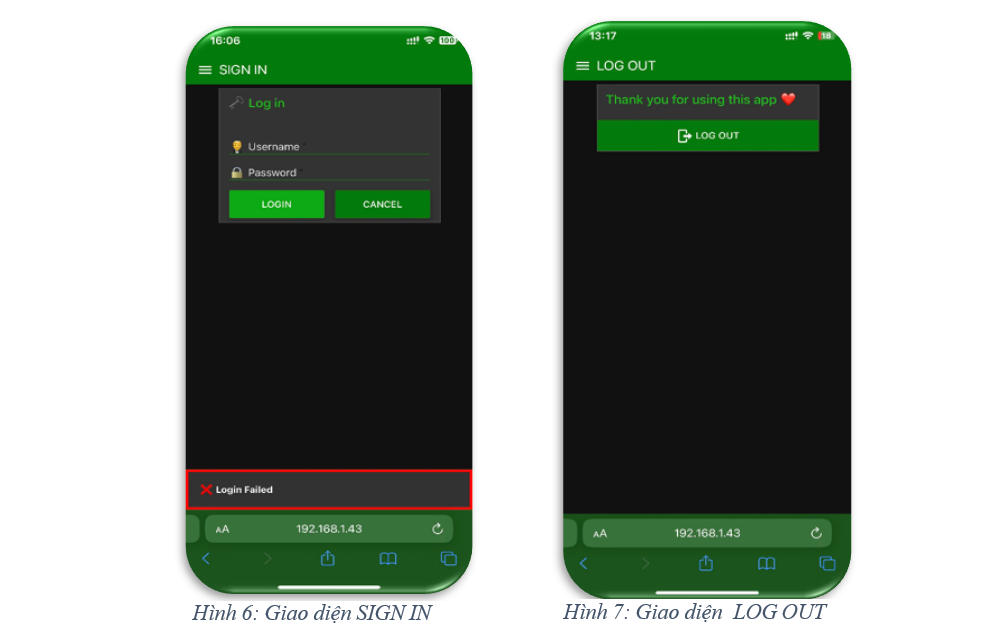 16:06
100
SIGN IN
Log in
Username *
Password *
LOGIN
CANCEL
Login Failed
AA
192.168.1.43
Hình 6: Giao diện SIGN IN
13:17
18
LOG OUT
Thank you for using this app ❤️
LOG OUT
AA
192.168.1.43
Hình 7: Giao diện LOG OUT